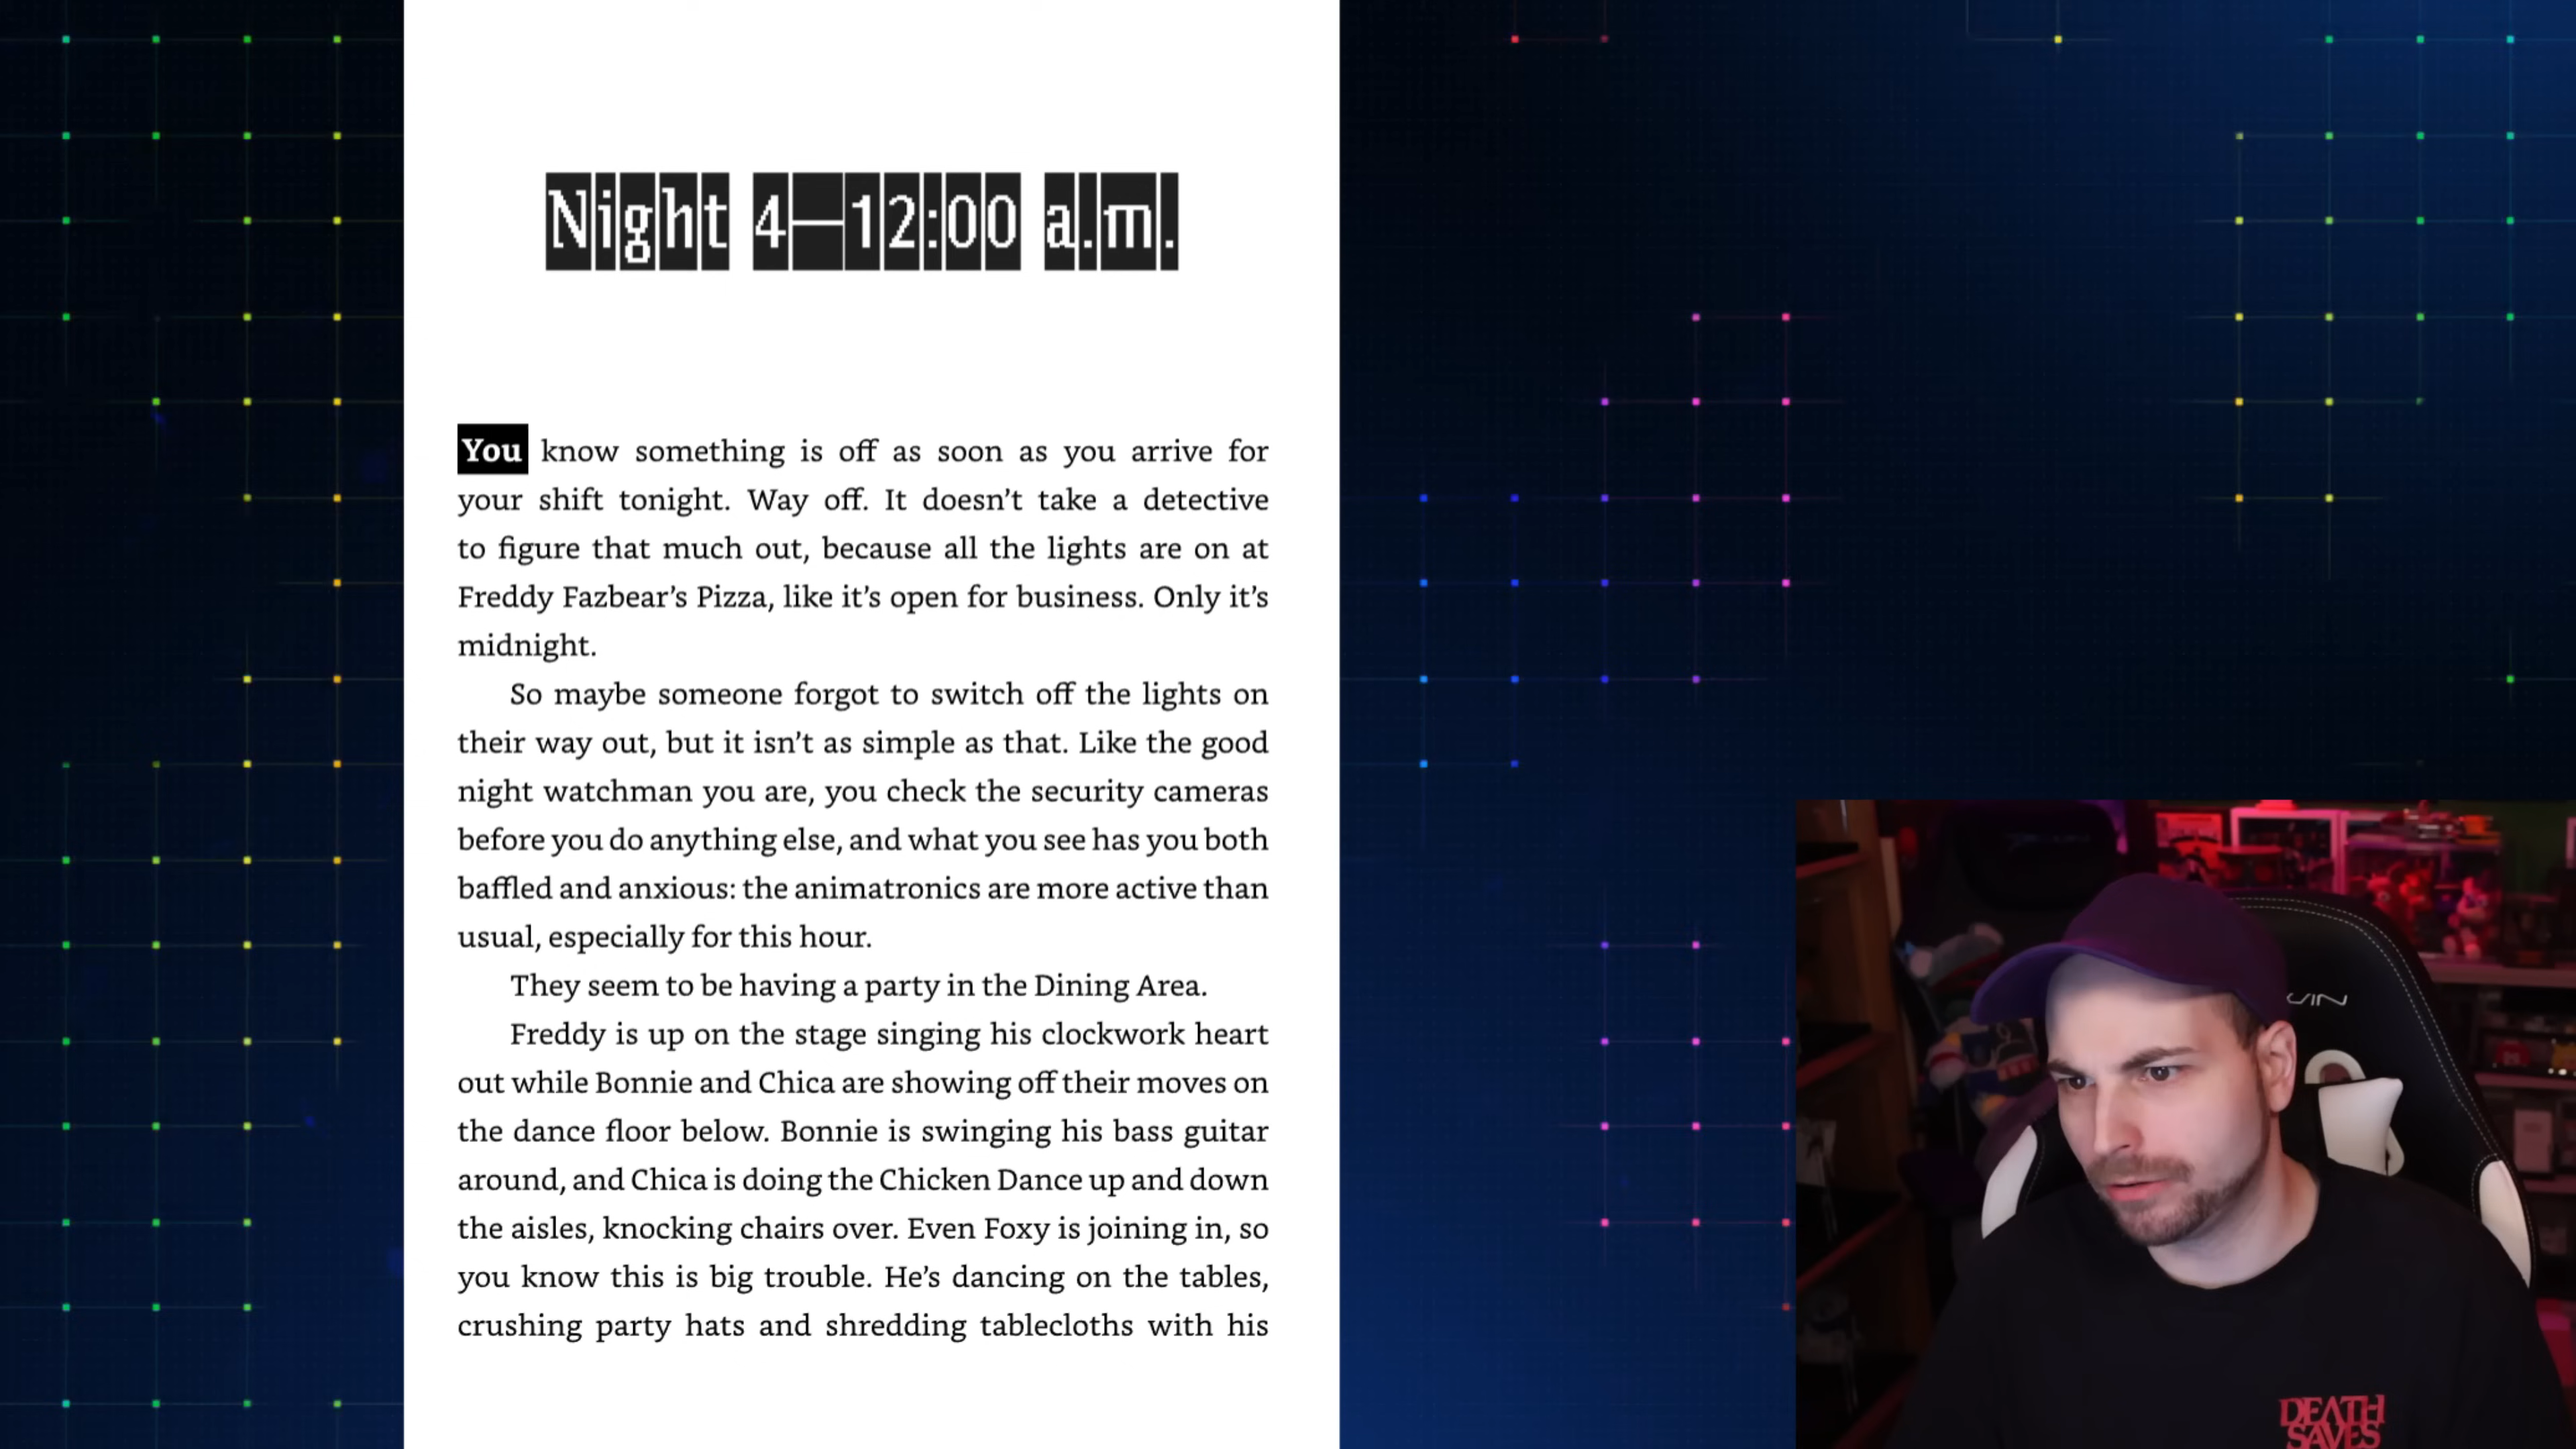 Night 4—12:00 a.m.
You know something is off as soon as you arrive for
your shift tonight. Way off. It doesn’t take a detective
to figure that much out, because all the lights are on at
Freddy Fazbear’s Pizza, like it’s open for business. Only it’s
midnight.
So maybe someone forgot to switch off the lights on
their way out, but it isn’t as simple as that. Like the good
night watchman you are, you check the security cameras
before you do anything else, and what you see has you both
baffled and anxious: the animatronics are more active than
usual, especially for this hour.
They seem to be having a party in the Dining Area.
Freddy is up on the stage singing his clockwork heart
out while Bonnie and Chica are showing off their moves on
the dance floor below. Bonnie is swinging his bass guitar
around, and Chica is doing the Chicken Dance up and down
the aisles, knocking chairs over. Even Foxy is joining in, so
you know this is big trouble. He’s dancing on the tables,
crushing party hats and shredding tablecloths with his
DEATH
SAVES